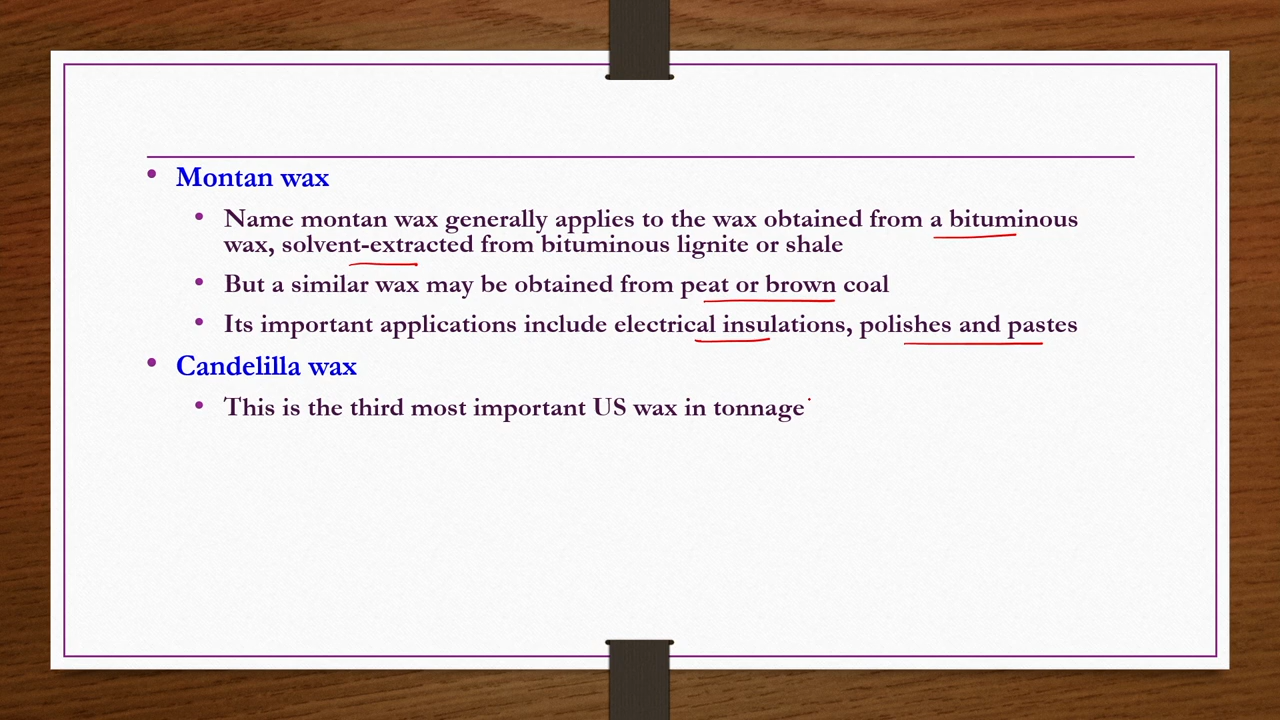 • Montan wax
• Name montan wax generally applies to the wax obtained from a bituminous
wax, solvent-extracted from bituminous lignite or shale
• But a similar wax may be obtained from peat or brown coal
• Its important applications include electrical insulations, polishes and pastes
• Candelilla wax
• This is the third most important US wax in tonnage